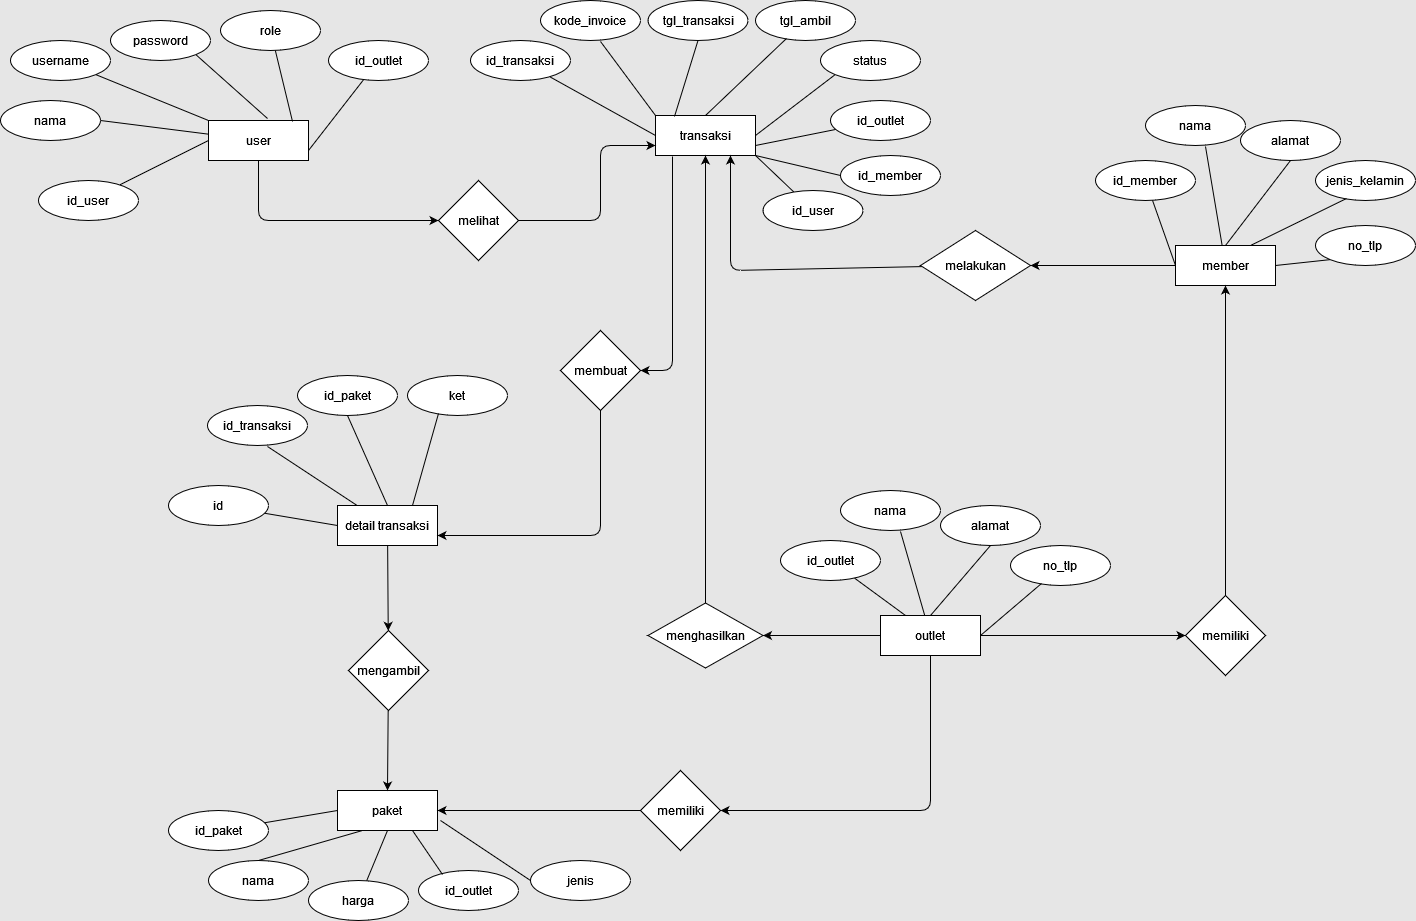 kode_invoice
tgl_transaksi
tgl_ambil
role
password
username
id_outlet
id_transaksi
status
nama
id_outlet
user
transaksi
nama
alamat
id_member
id_member
jenis_kelamin
id_user
id_user
melihat
no_tlp
melakukan
member
membuat
id_paket
ket
id_transaksi
id
detail transaksi
nama
alamat
id_outlet
no_tlp
menghasilkan
outlet
memiliki
mengambil
paket
memiliki
id_paket
nama
harga
id_outlet
jenis